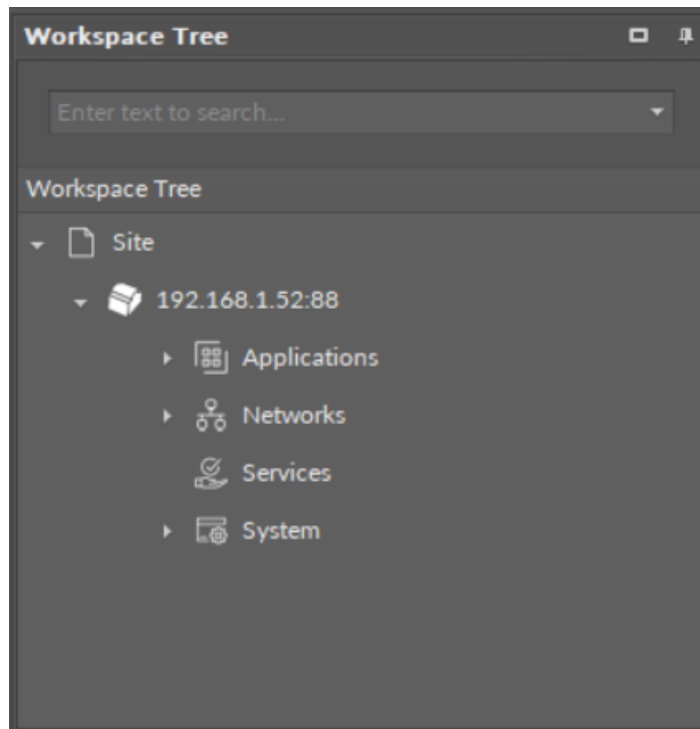 Workspace Tree
Enter text to search...
Workspace Tree
Site
192.168.1.52:88
Applications
Networks
Services
System